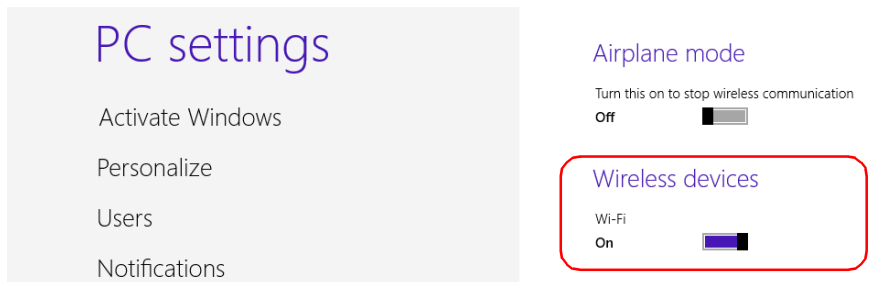 PC settings
Activate Windows
Personalize
Users
Notifications
Airplane mode
Turn this on to stop wireless communication
Off
Wireless devices
Wi-Fi
On